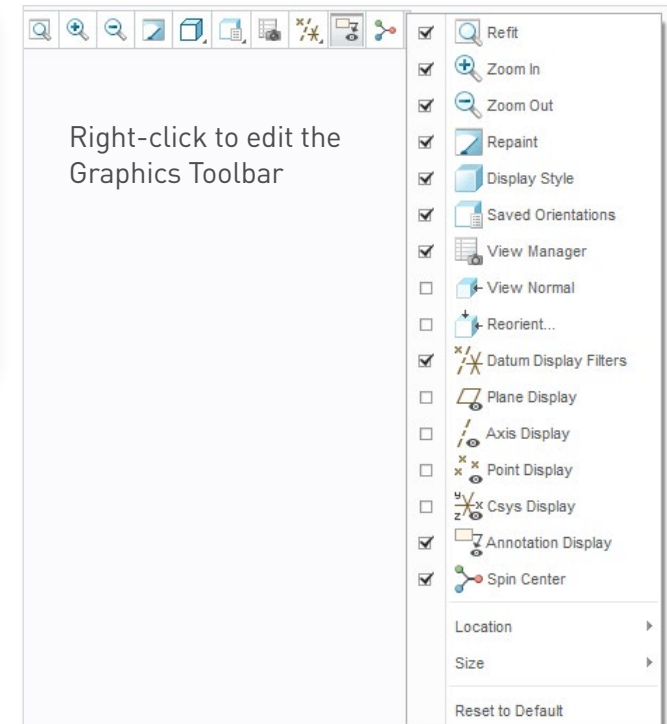 Right-click to edit the
Graphics Toolbar
Refit
Zoom In
Zoom Out
Repaint
Display Style
Saved Orientations
View Manager
View Normal
Reorient...
Datum Display Filters
Plane Display
Axis Display
Point Display
Csys Display
Annotation Display
Spin Center
Location
Size
Reset to Default